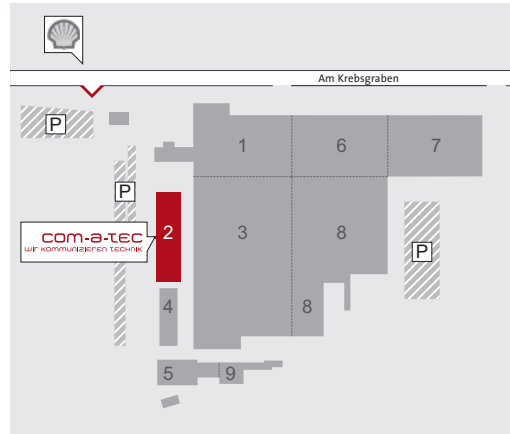 Am Krebsgraben
P
1
6
7
P
2
com-a-tec
wir kommunizieren technik
3
8
P
4
8
5
9